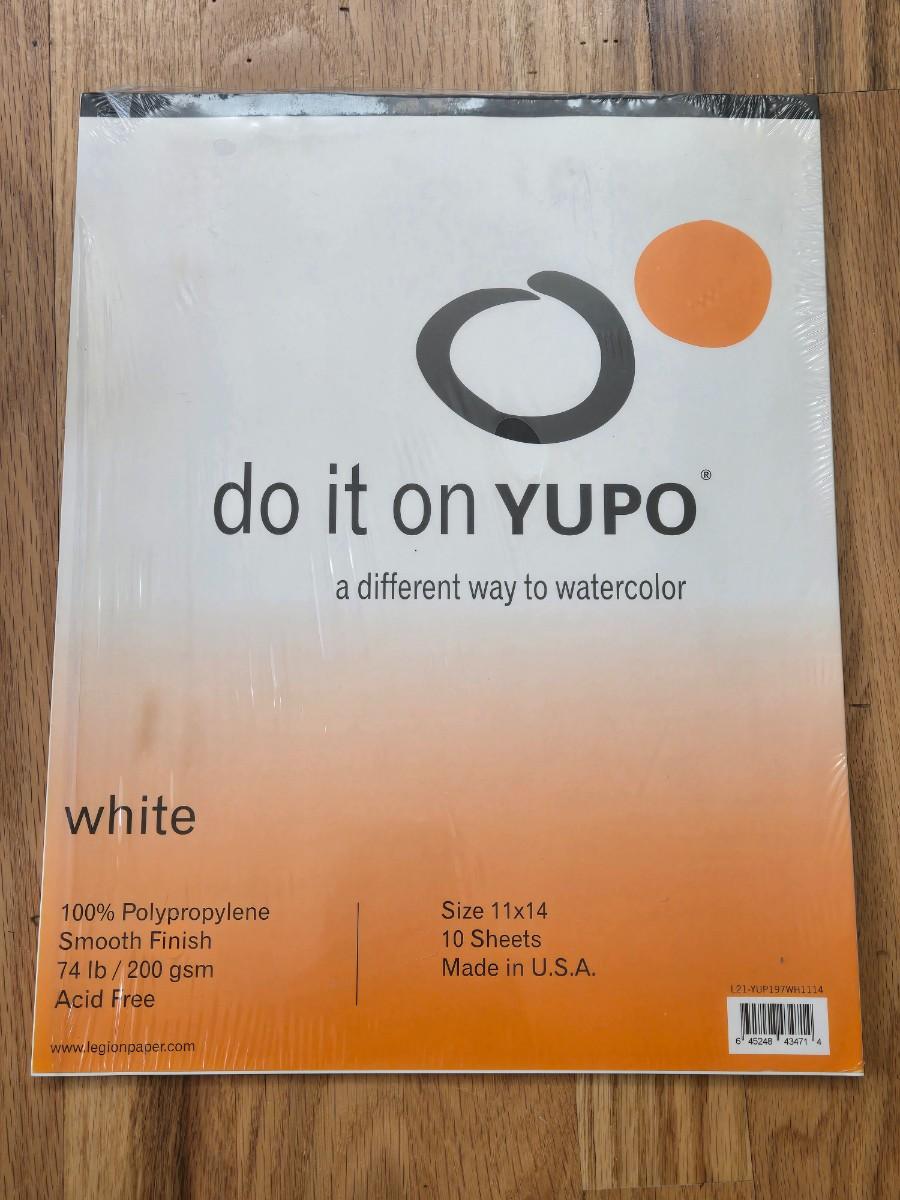 do it on YUPO®
a different way to watercolor
white
100% Polypropylene
Smooth Finish
74 lb / 200 gsm
Acid Free
Size 11x14
10 Sheets
Made in U.S.A.
www.legionpaper.com
L21-YUP197WH1114
6 45248 43471 4